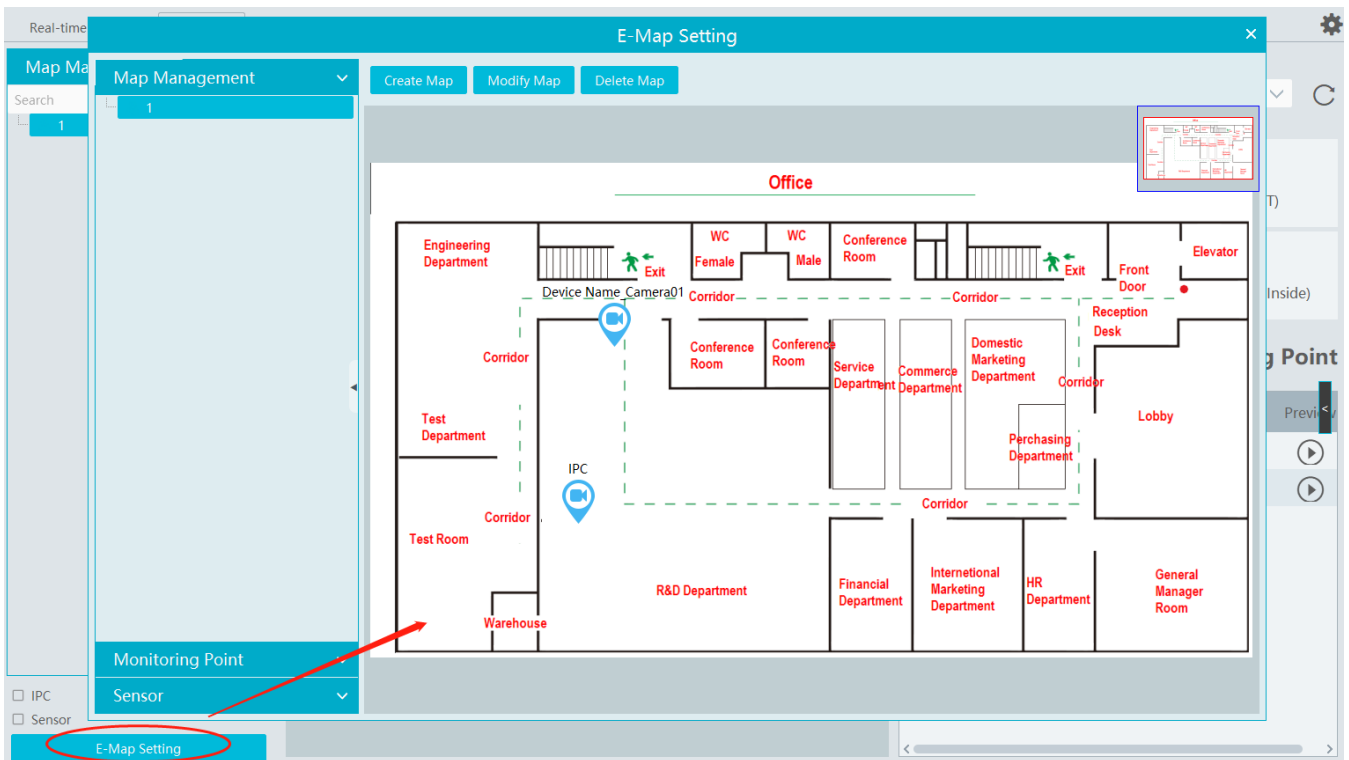 Real-time
E-Map Setting
×
Map Ma
Search
1
Map Management
1
Create Map
Modify Map
Delete Map
T)
Inside)
g Point
Preview
<
Office
Engineering
Department
Exit
WC
Female
WC
Male
Conference
Room
Exit
Front
Door
Elevator
Device Name_Camera01
Corridor
Corridor
Reception
Desk
Corridor
Conference
Room
Conference
Room
Service
Department
Commerce
Department
Domestic
Marketing
Department
Corridor
Test
Department
Perchasing
Department
Lobby
IPC
Corridor
Corridor
Test Room
R&D Department
Financial
Department
Internetional
Marketing
Department
HR
Department
General
Manager
Room
Warehouse
Monitoring Point
Sensor
IPC
Sensor
E-Map Setting